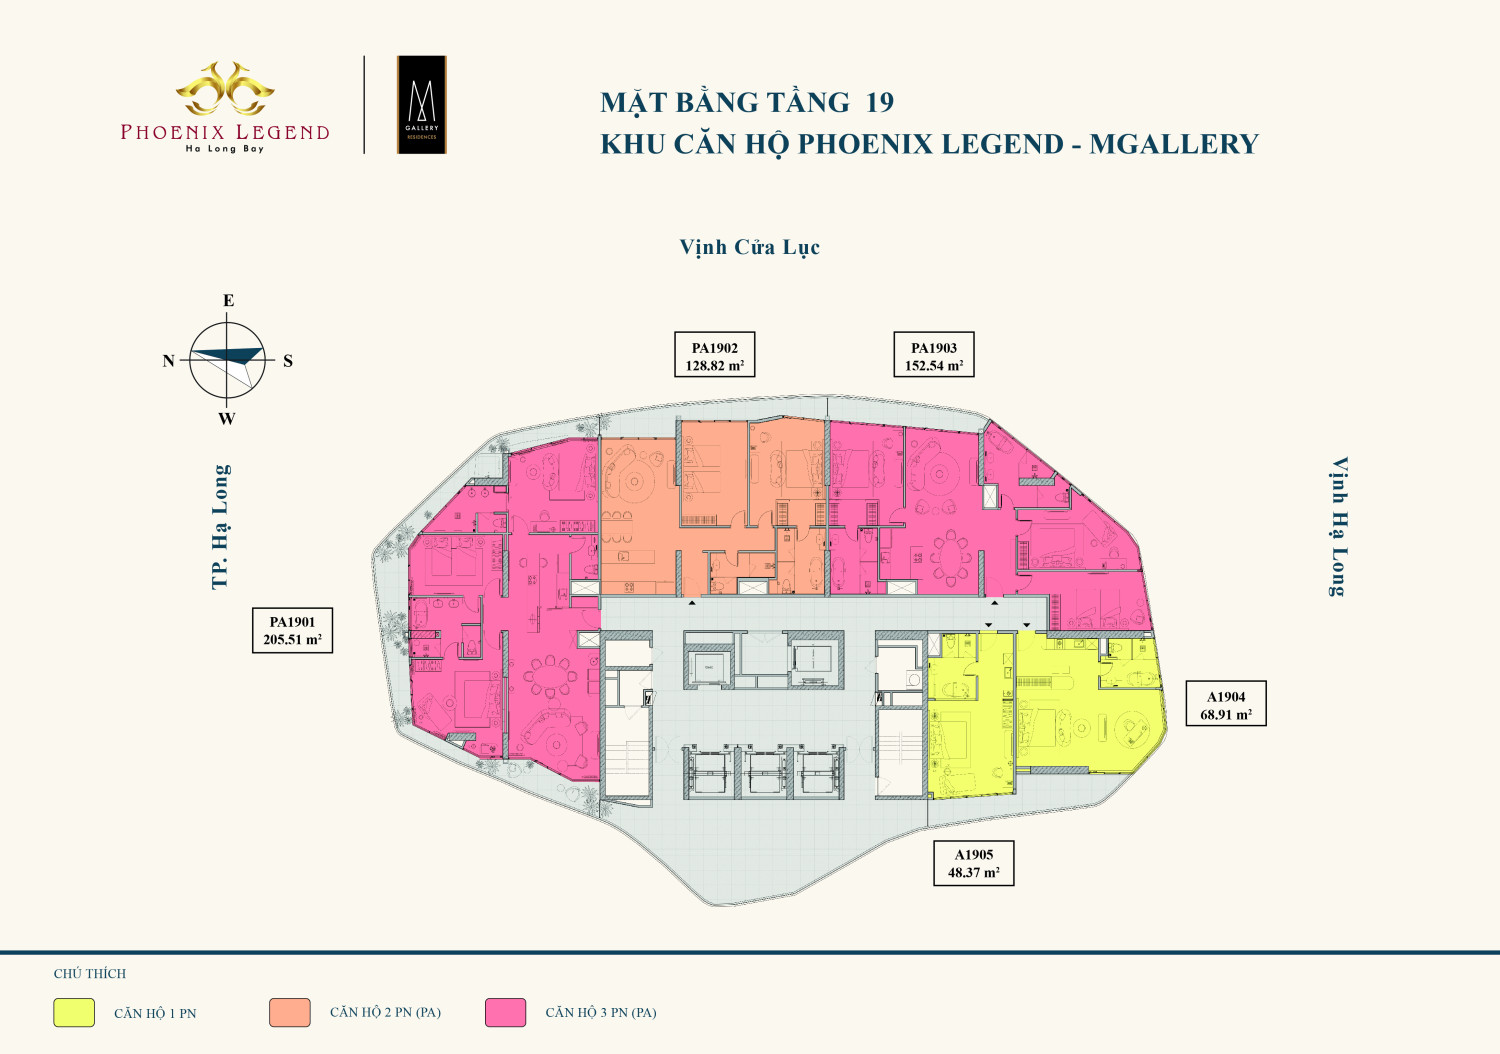 PHOENIX LEGEND
Ha Long Bay
M
GALLERY
RESIDENCES
MẶT BẰNG TẦNG 19
KHU CĂN HỘ PHOENIX LEGEND - MGALLERY
Vịnh Cửa Lục
E
N
S
W
TP. Hạ Long
Vịnh Hạ Long
PA1902
128.82 m²
PA1903
152.54 m²
PA1901
205.51 m²
A1904
68.91 m²
A1905
48.37 m²
CHÚ THÍCH
CĂN HỘ 1 PN
CĂN HỘ 2 PN (PA)
CĂN HỘ 3 PN (PA)